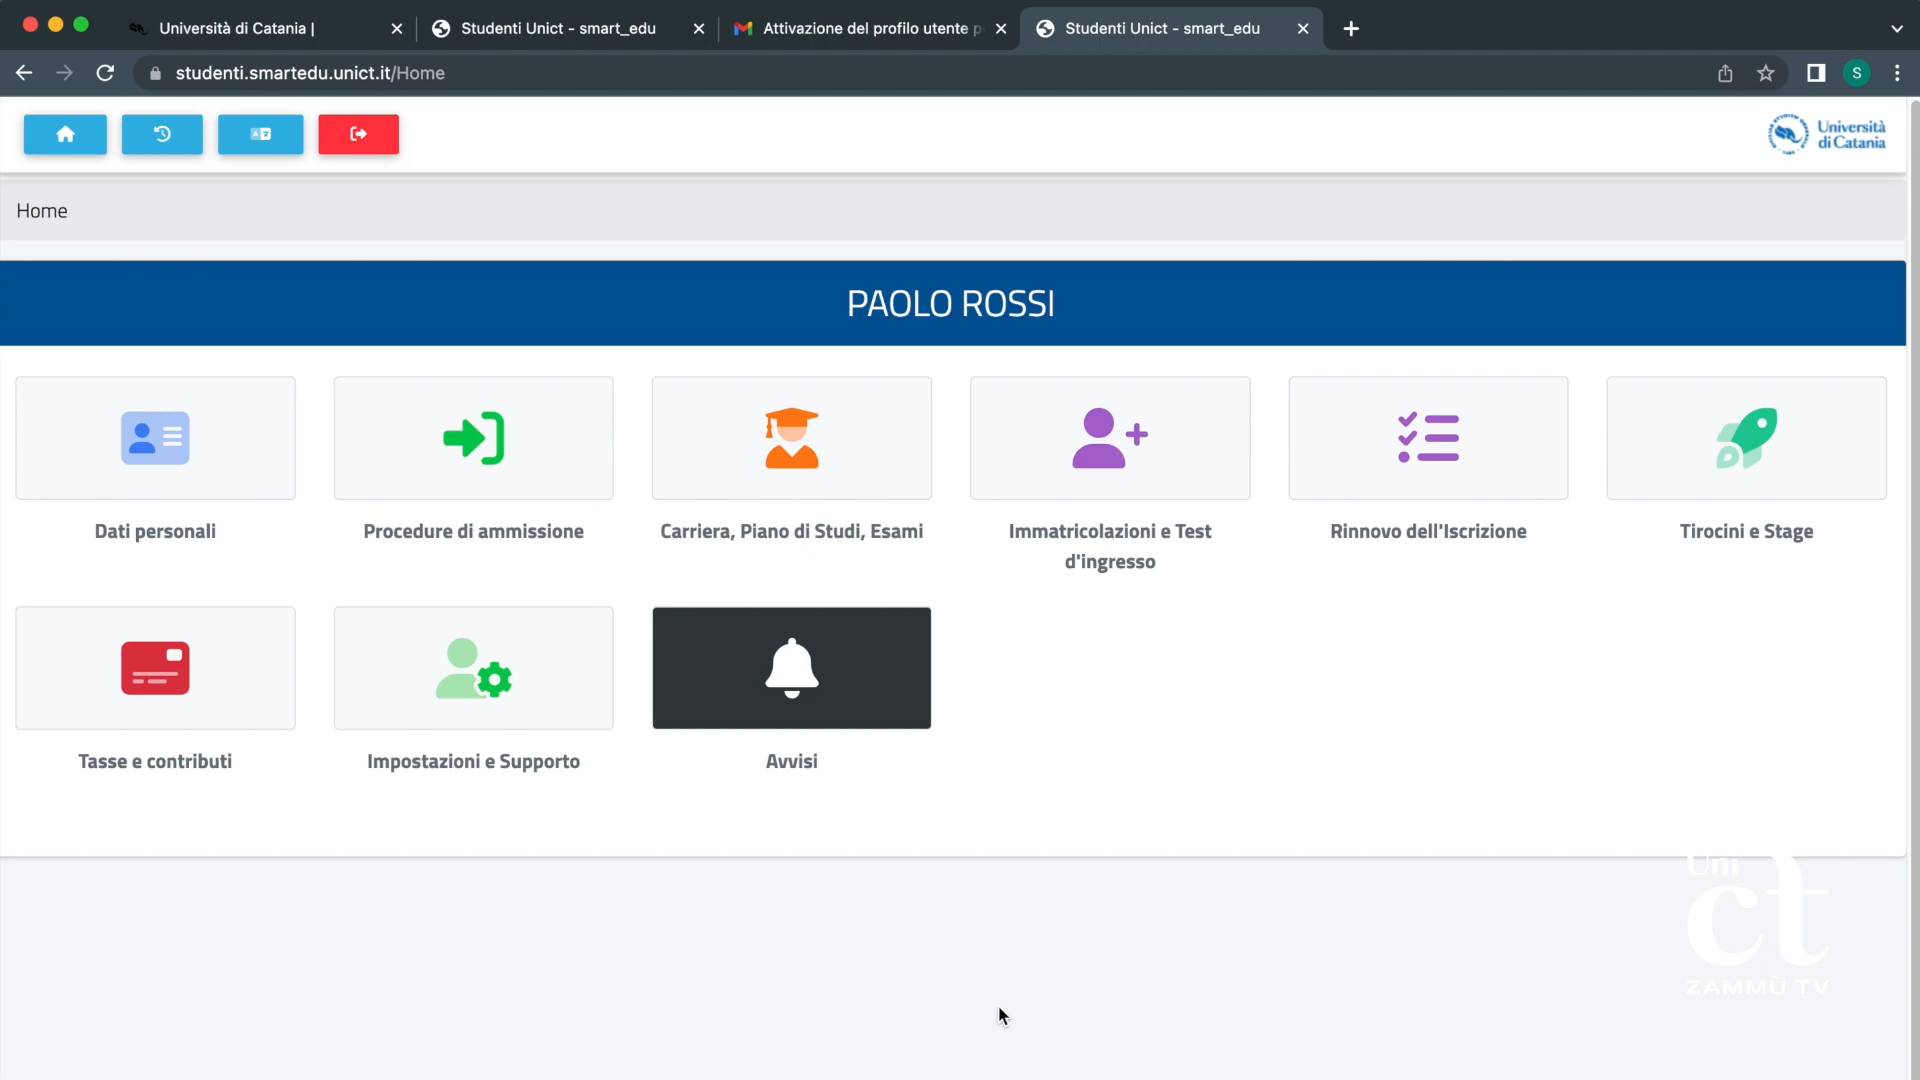 Università di Catania |
Studenti Unict - smart_edu
Attivazione del profilo utente p
Studenti Unict - smart_edu
studenti.smartedu.unict.it/Home
S
Università
di Catania
Home
PAOLO ROSSI
Dati personali
Procedure di ammissione
Carriera, Piano di Studi, Esami
Immatricolazioni e Test
d'ingresso
Rinnovo dell'Iscrizione
Tirocini e Stage
Tasse e contributi
Impostazioni e Supporto
Avvisi
Uni
ct
ZAMMÙ TV